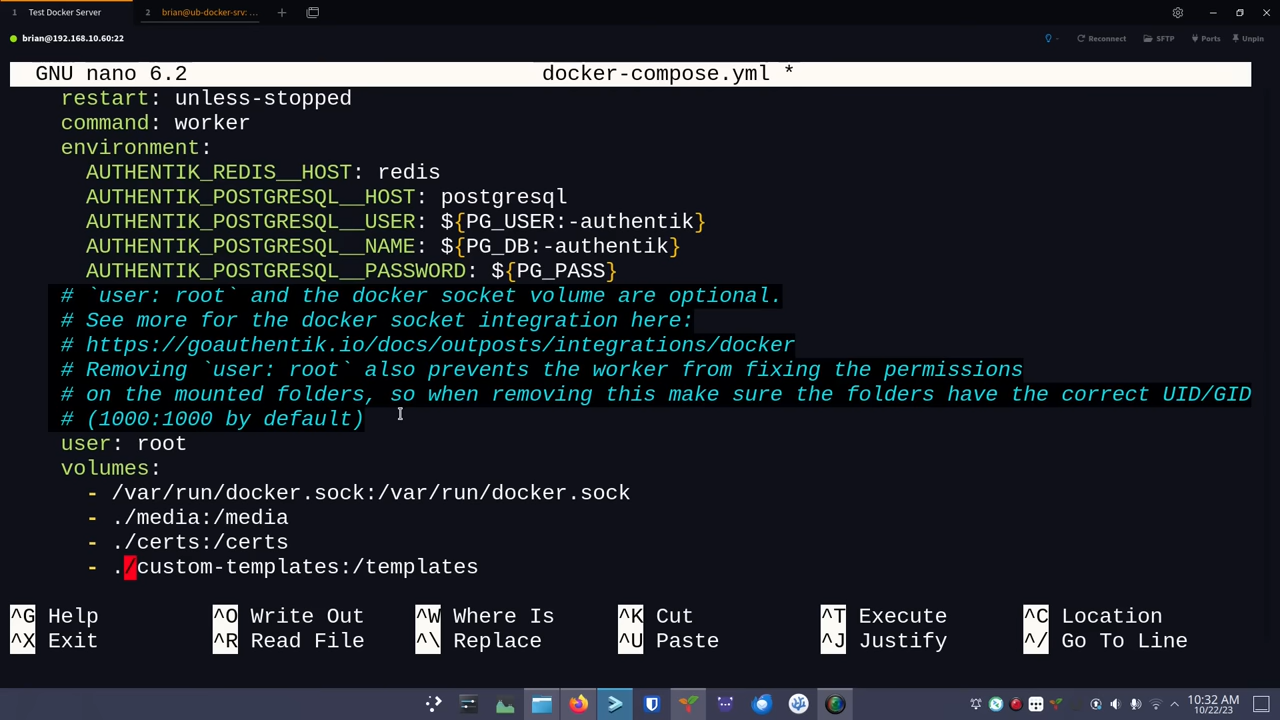 1 Test Docker Server
2 brian@ub-docker-srv: ...
brian@192.168.10.60:22
Reconnect SFTP Ports Unpin
GNU nano 6.2 docker-compose.yml *
restart: unless-stopped
command: worker
environment:
AUTHENTIK_REDIS__HOST: redis
AUTHENTIK_POSTGRESQL__HOST: postgresql
AUTHENTIK_POSTGRESQL__USER: ${PG_USER:-authentik}
AUTHENTIK_POSTGRESQL__NAME: ${PG_DB:-authentik}
AUTHENTIK_POSTGRESQL__PASSWORD: ${PG_PASS}
# `user: root` and the docker socket volume are optional.
# See more for the docker socket integration here:
# https://goauthentik.io/docs/outposts/integrations/docker
# Removing `user: root` also prevents the worker from fixing the permissions
# on the mounted folders, so when removing this make sure the folders have the correct UID/GID
# (1000:1000 by default)
user: root
volumes:
- /var/run/docker.sock:/var/run/docker.sock
- ./media:/media
- ./certs:/certs
- ./custom-templates:/templates
^G Help ^O Write Out ^W Where Is ^K Cut ^T Execute ^C Location
^X Exit ^R Read File ^\ Replace ^U Paste ^J Justify ^/ Go To Line
10:32 AM
10/22/23